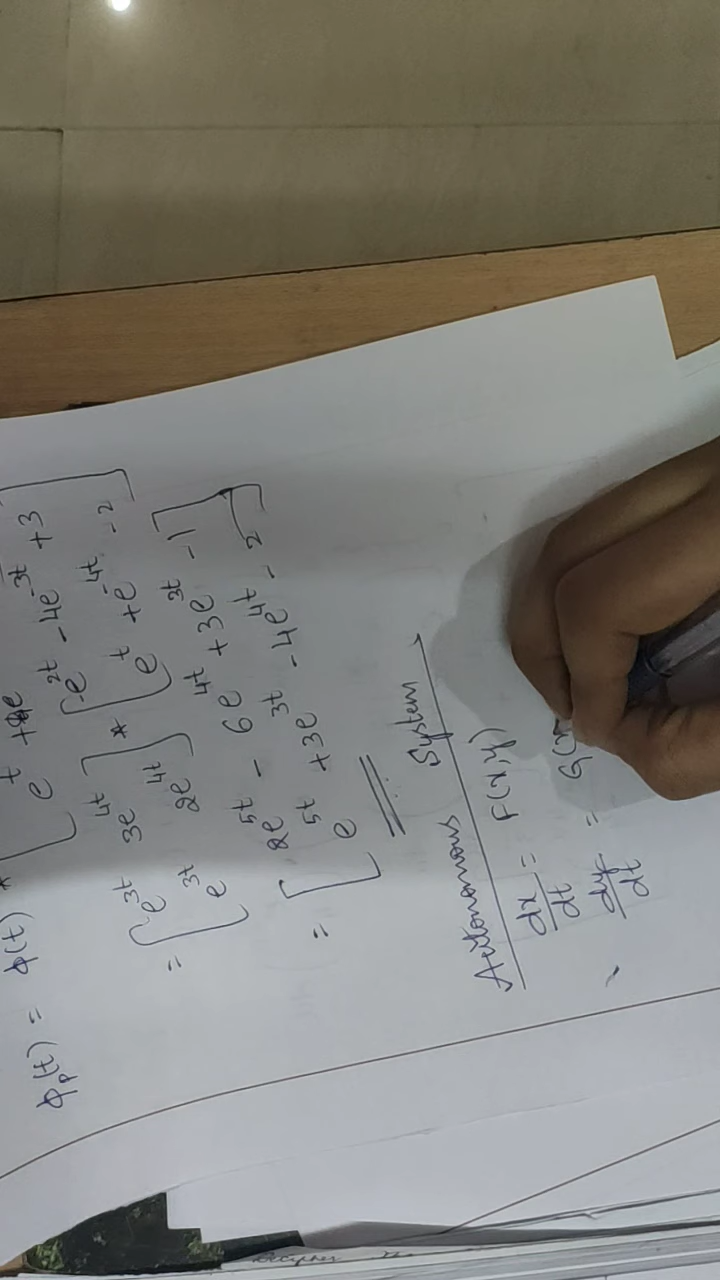 φₚ(t) = φ(t) *
[e^{3t} 3e^{4t}] * [-e^{2t} - 4e^{-3t} + 3]
= [e^{3t} 2e^{4t}] [e^{t} + e^{-4t} - 2]
= [2e^{5t} - 6e^{4t} + 3e^{3t} - 1]
[e^{5t} + 3e^{3t} - 4e^{4t} - 2]
Autonomous System
dx/dt = F(x,y)
dy/dt =